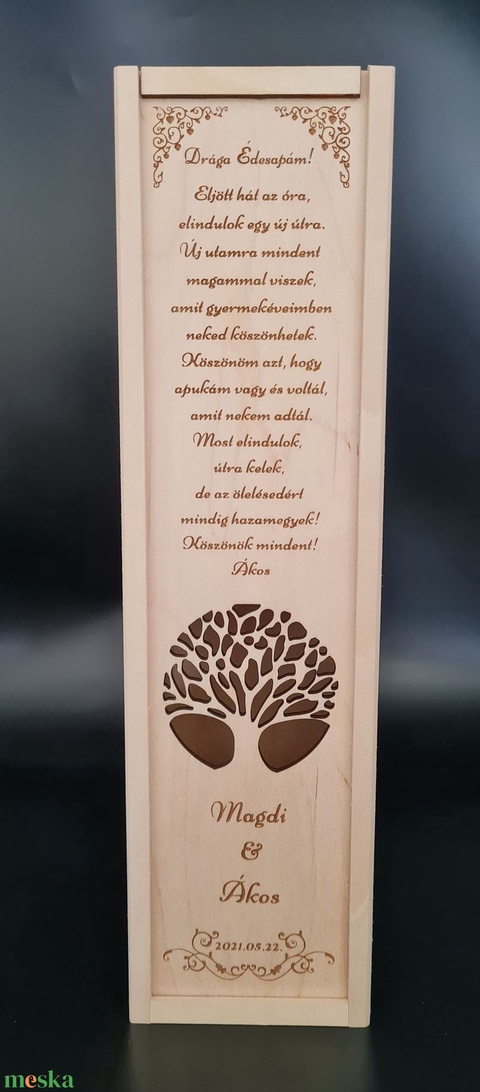 Drága Édesapám!
Eljött hát az óra,
elindulok egy új útra.
Új utamra mindent
magammal viszek,
amit gyermekéveimben
neked köszönhetek.
Köszönöm azt, hogy
apukám vagy és voltál,
amit nekem adtál.
Most elindulok,
útra kelek,
de az ölelésedért
mindig hazamegyek!
Köszönök mindent!
Ákos
Magdi
&
Ákos
2021.05.22.
meska